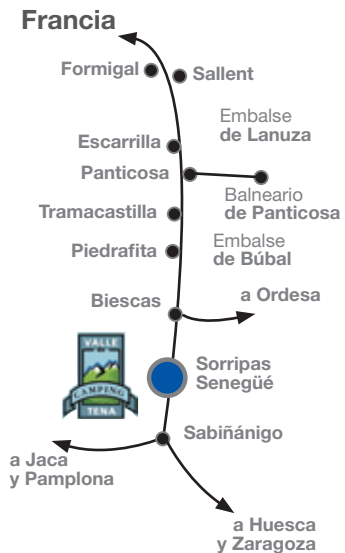 Francia
Formigal
Sallent
Embalse
de Lanuza
Escarrilla
Panticosa
Balneario
de Panticosa
Tramacastilla
Embalse
de Búbal
Piedrafita
a Ordesa
Biescas
VALLE
CAMPING
TENA
Sorripas
Senegüé
Sabiñánigo
a Jaca
y Pamplona
a Huesca
y Zaragoza